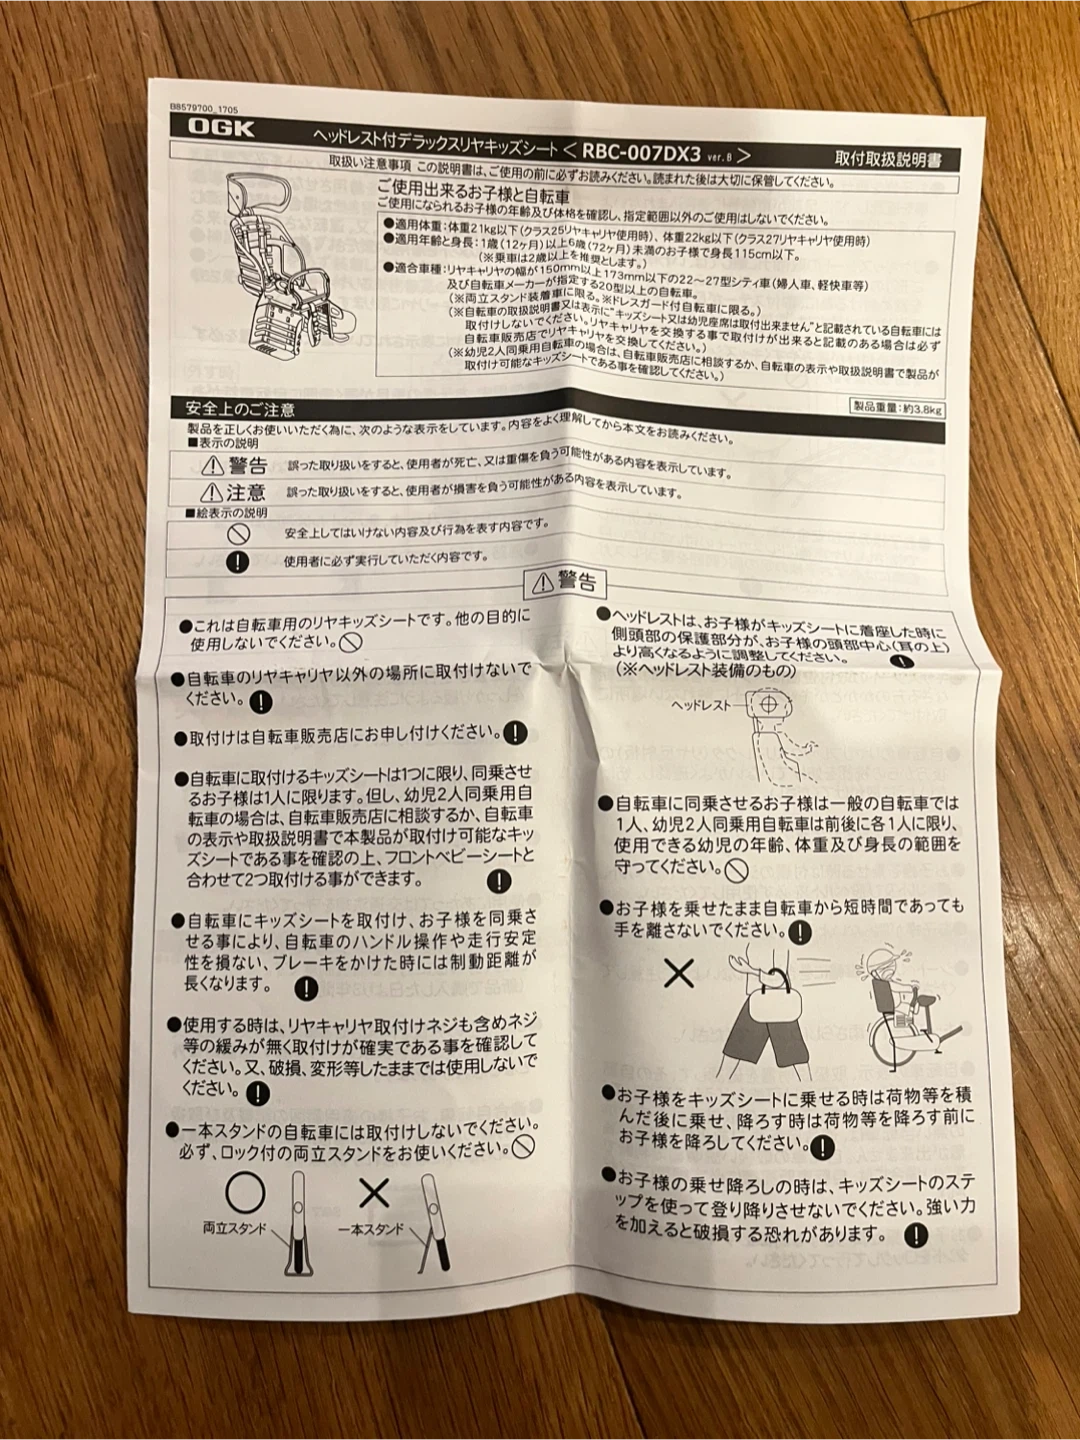 B8579700_1705
OGK ヘッドレスト付デラックスリヤキッズシート＜RBC-007DX3 ver.B＞ 取付取扱説明書
取扱い注意事項 この説明書は、ご使用の前に必ずお読みください。読まれた後は大切に保管してください。
ご使用出来るお子様と自転車
ご使用になられるお子様の年齢及び体格を確認し、指定範囲以外のご使用はしないでください。
●適用体重：体重21kg以下（クラス25リヤキャリヤ使用時）、体重22kg以下（クラス27リヤキャリヤ使用時）
●適用年齢と身長：1歳（12ヶ月）以上6歳（72ヶ月）未満のお子様で身長115cm以下。
（※乗車は2歳以上を推奨とします。）
●適合車種：リヤキャリヤの幅が150mm以上173mm以下の22～27型シティ車（婦人車、軽快車等）
及び自転車メーカーが指定する20型以上の自転車。
（※両立スタンド装着車に限る。※ドレスガード付自転車に限る。）
（※自転車の取扱説明書又は表示に"キッズシート又は幼児座席は取付出来ません"と記載されている自転車には
取付けしないでください。リヤキャリヤを交換する事で取付けが出来ると記載のある場合は必ず
自転車販売店でリヤキャリヤを交換してください。）
（※幼児2人同乗用自転車の場合は、自転車販売店に相談するか、自転車の表示や取扱説明書で製品が
取付け可能なキッズシートである事を確認してください。）
製品重量：約3.8kg
安全上のご注意
製品を正しくお使いいただく為に、次のような表示をしています。内容をよく理解してから本文をお読みください。
■表示の説明
警告 誤った取り扱いをすると、使用者が死亡、又は重傷を負う可能性がある内容を表示しています。
注意 誤った取り扱いをすると、使用者が損害を負う可能性がある内容を表示しています。
■絵表示の説明
安全上してはいけない内容及び行為を表す内容です。
使用者に必ず実行していただく内容です。
警告
●これは自転車用のリヤキッズシートです。他の目的に
使用しないでください。
●自転車のリヤキャリヤ以外の場所に取付けないで
ください。
●取付けは自転車販売店にお申し付けください。
●自転車に取付けるキッズシートは1つに限り、同乗させ
るお子様は1人に限ります。但し、幼児2人同乗用自
転車の場合は、自転車販売店に相談するか、自転車
の表示や取扱説明書で本製品が取付け可能なキッ
ズシートである事を確認の上、フロントベビーシートと
合わせて2つ取付ける事ができます。
●自転車にキッズシートを取付け、お子様を同乗さ
せる事により、自転車のハンドル操作や走行安定
性を損ない、ブレーキをかけた時には制動距離が
長くなります。
●使用する時は、リヤキャリヤ取付けネジも含めネジ
等の緩みが無く取付けが確実である事を確認して
ください。又、破損、変形等したままでは使用しないで
ください。
●一本スタンドの自転車には取付けしないでください。
必ず、ロック付の両立スタンドをお使いください。
両立スタンド 一本スタンド
●ヘッドレストは、お子様がキッズシートに着座した時に
側頭部の保護部分が、お子様の頭部中心（耳の上）
より高くなるように調整してください。
（※ヘッドレスト装備のもの）
ヘッドレスト
●自転車に同乗させるお子様は一般の自転車では
1人、幼児2人同乗用自転車は前後に各1人に限り、
使用できる幼児の年齢、体重及び身長の範囲を
守ってください。
●お子様を乗せたまま自転車から短時間であっても
手を離さないでください。
●お子様をキッズシートに乗せる時は荷物等を積
んだ後に乗せ、降ろす時は荷物等を降ろす前に
お子様を降ろしてください。
●お子様の乗せ降ろしの時は、キッズシートのステ
ップを使って登り降りさせないでください。強い力
を加えると破損する恐れがあります。